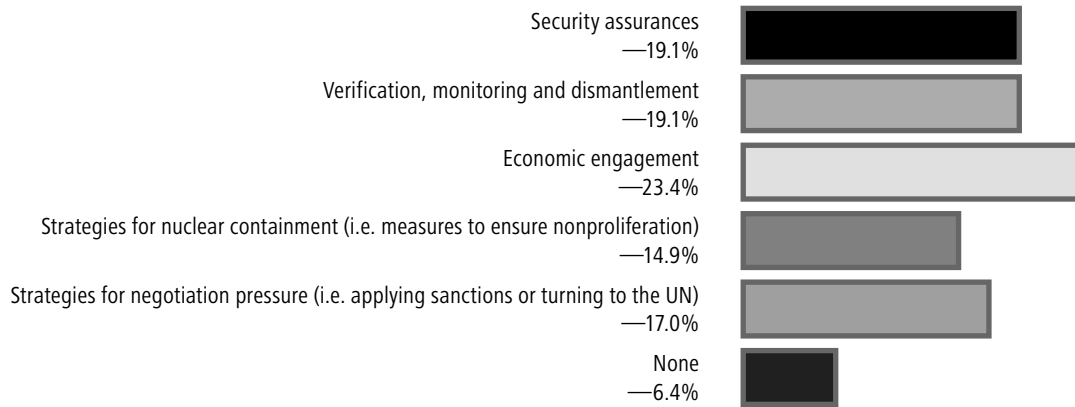 Security assurances
—19.1%
Verification, monitoring and dismantlement
—19.1%
Economic engagement
—23.4%
Strategies for nuclear containment (i.e. measures to ensure nonproliferation)
—14.9%
Strategies for negotiation pressure (i.e. applying sanctions or turning to the UN)
—17.0%
None
—6.4%